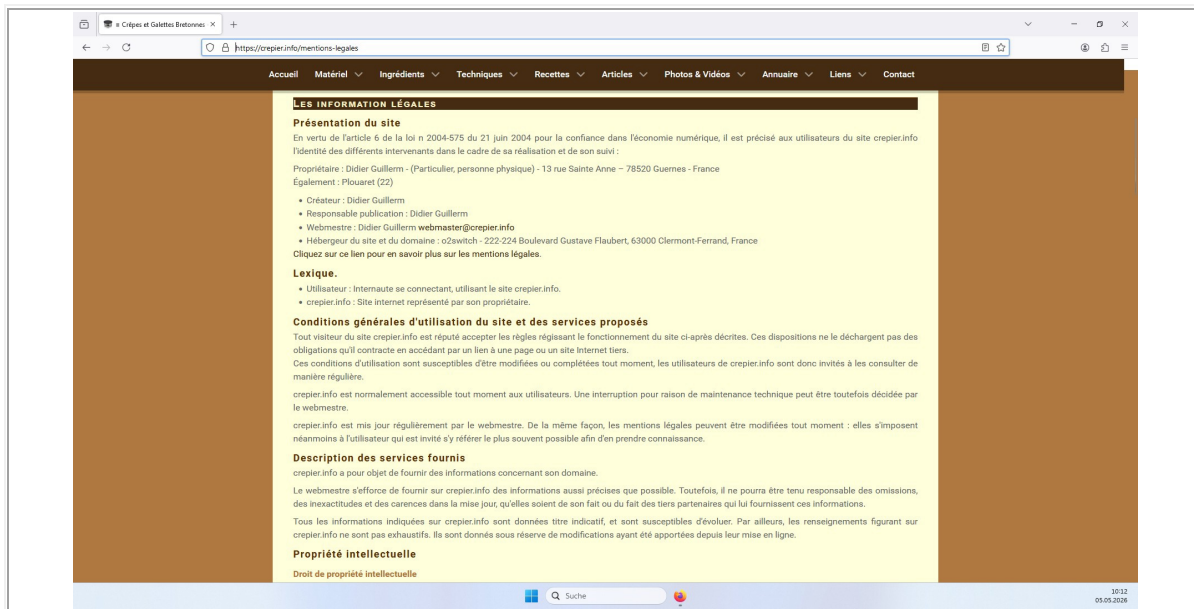 ≡ Crêpes et Galettes Bretonnes
https://crepier.info/mentions-legales
Accueil Matériel Ingrédients Techniques Recettes Articles Photos & Vidéos Annuaire Liens Contact
LES INFORMATION LÉGALES
Présentation du site
En vertu de l'article 6 de la loi n 2004-575 du 21 juin 2004 pour la confiance dans l'économie numérique, il est précisé aux utilisateurs du site crepier.info
l'identité des différents intervenants dans le cadre de sa réalisation et de son suivi :
Propriétaire : Didier Guillerm - (Particulier, personne physique) - 13 rue Sainte Anne – 78520 Guernes - France
Également : Plouaret (22)
• Créateur : Didier Guillerm
• Responsable publication : Didier Guillerm
• Webmestre : Didier Guillerm webmaster@crepier.info
• Hébergeur du site et du domaine : o2switch - 222-224 Boulevard Gustave Flaubert, 63000 Clermont-Ferrand, France
Cliquez sur ce lien pour en savoir plus sur les mentions légales.
Lexique.
• Utilisateur : Internaute se connectant, utilisant le site crepier.info.
• crepier.info : Site internet représenté par son propriétaire.
Conditions générales d'utilisation du site et des services proposés
Tout visiteur du site crepier.info est réputé accepter les règles régissant le fonctionnement du site ci-après décrites. Ces dispositions ne le déchargent pas des
obligations qu'il contracte en accédant par un lien à une page ou un site Internet tiers.
Ces conditions d'utilisation sont susceptibles d'être modifiées ou complétées tout moment, les utilisateurs de crepier.info sont donc invités à les consulter de
manière régulière.
crepier.info est normalement accessible tout moment aux utilisateurs. Une interruption pour raison de maintenance technique peut être toutefois décidée par
le webmestre.
crepier.info est mis jour régulièrement par le webmestre. De la même façon, les mentions légales peuvent être modifiées tout moment : elles s'imposent
néanmoins à l'utilisateur qui est invité s'y référer le plus souvent possible afin d'en prendre connaissance.
Description des services fournis
crepier.info a pour objet de fournir des informations concernant son domaine.
Le webmestre s'efforce de fournir sur crepier.info des informations aussi précises que possible. Toutefois, il ne pourra être tenu responsable des omissions,
des inexactitudes et des carences dans la mise jour, qu'elles soient de son fait ou du fait des tiers partenaires qui lui fournissent ces informations.
Tous les informations indiquées sur crepier.info sont données titre indicatif, et sont susceptibles d'évoluer. Par ailleurs, les renseignements figurant sur
crepier.info ne sont pas exhaustifs. Ils sont donnés sous réserve de modifications ayant été apportées depuis leur mise en ligne.
Propriété intellectuelle
Droit de propriété intellectuelle
Suche
10:12
05.05.2026